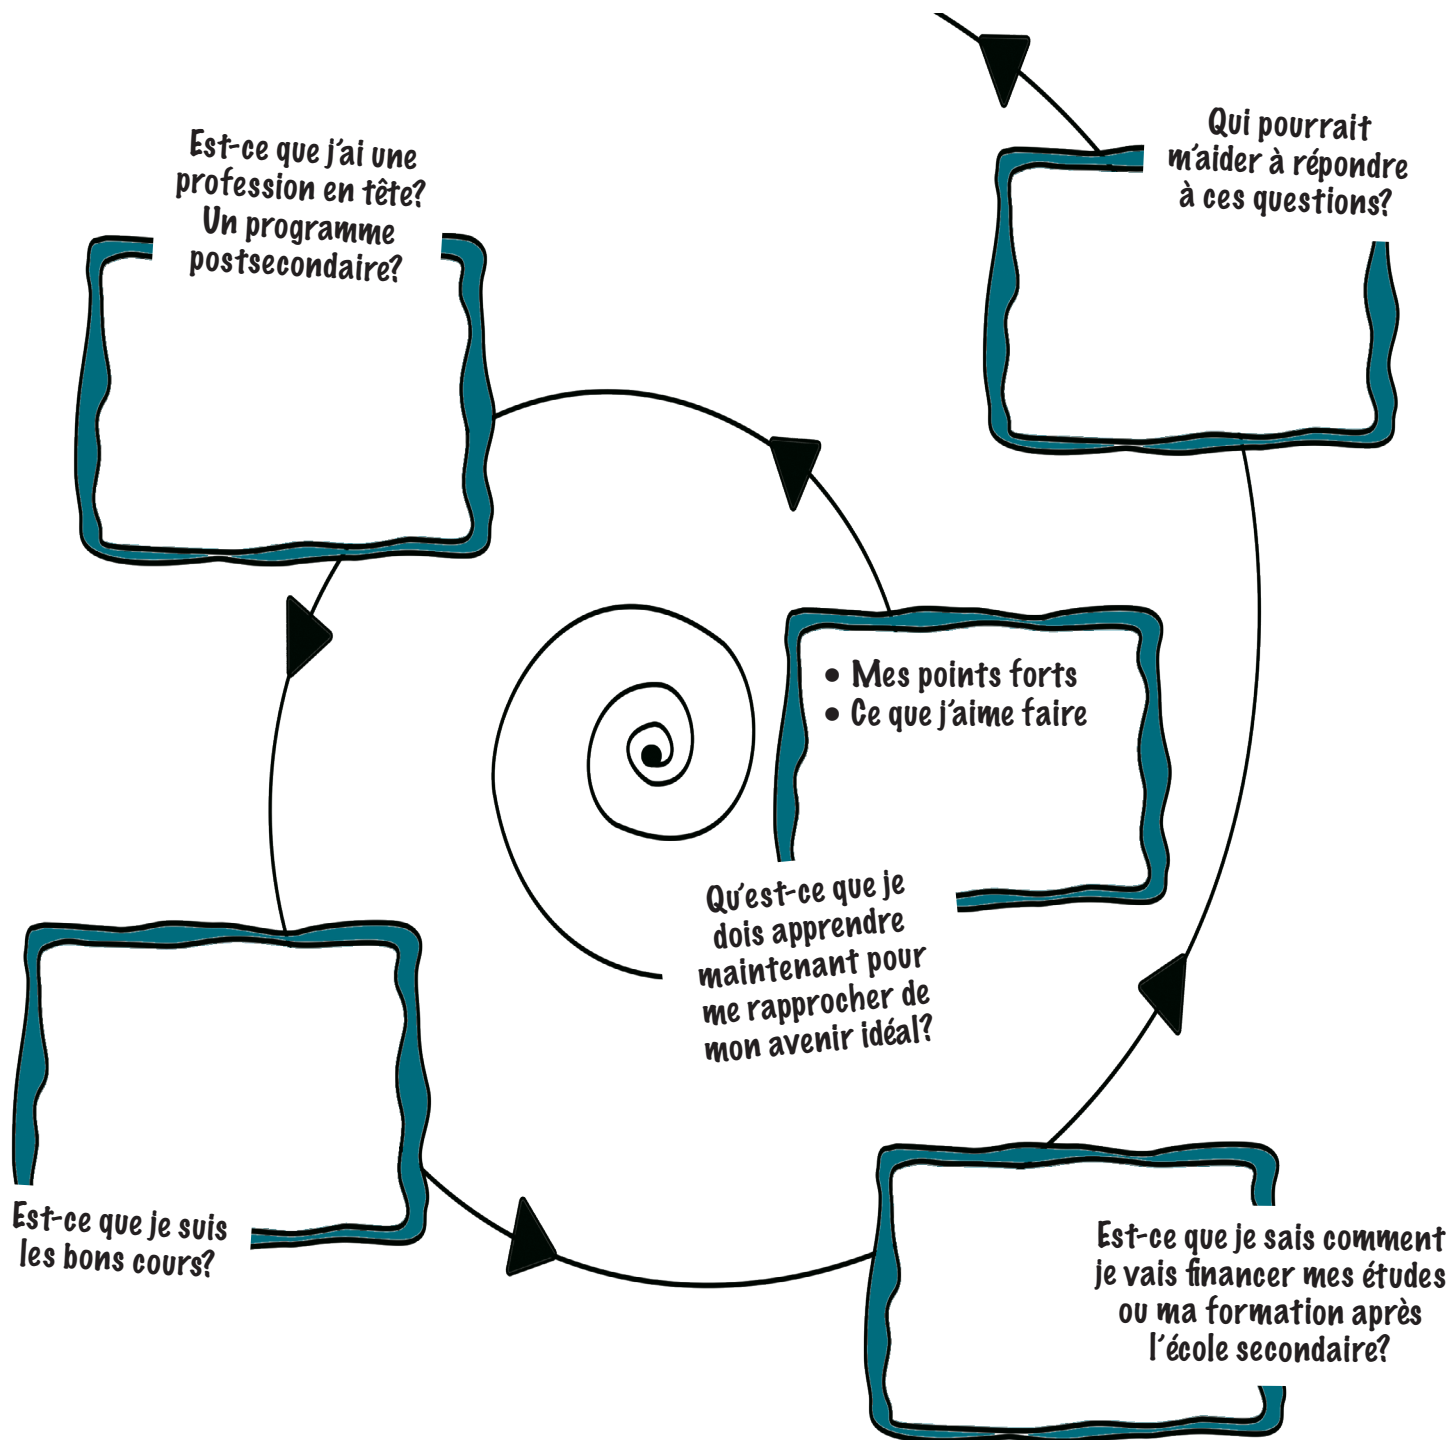 Est-ce que j'ai une
profession en tête?
Un programme
postsecondaire?
Qui pourrait
m'aider à répondre
à ces questions?
• Mes points forts
• Ce que j'aime faire
Qu'est-ce que je
dois apprendre
maintenant pour
me rapprocher de
mon avenir idéal?
Est-ce que je suis
les bons cours?
Est-ce que je sais comment
je vais financer mes études
ou ma formation après
l'école secondaire?